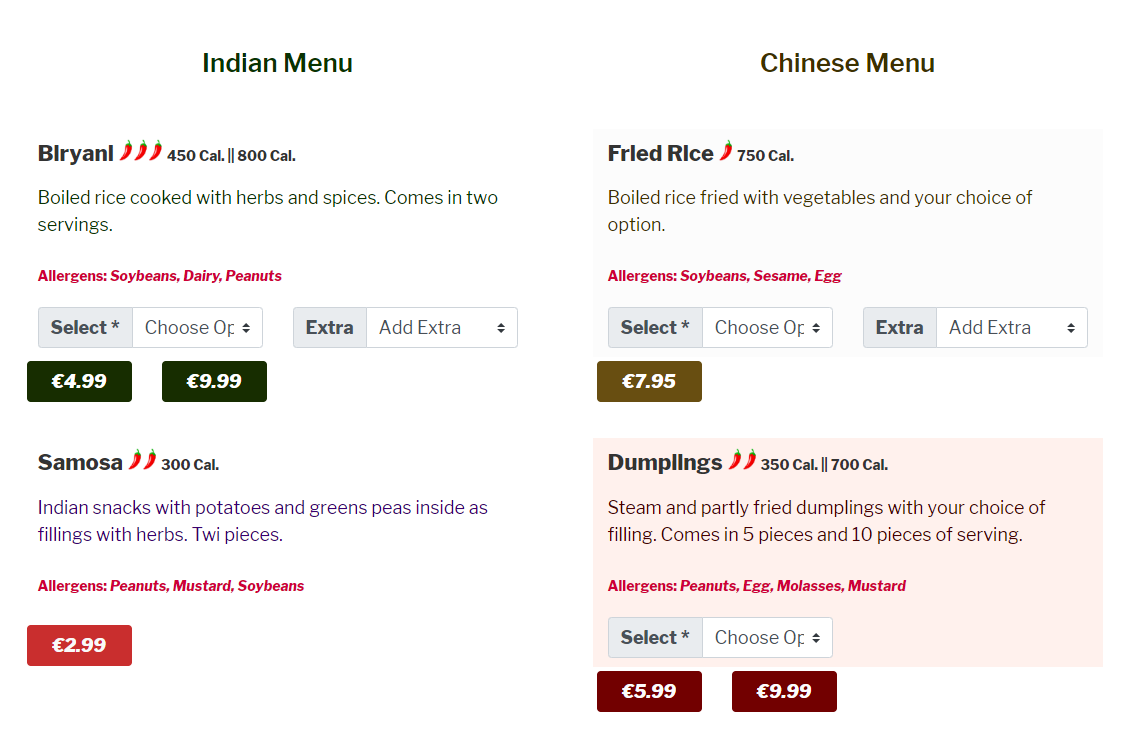 Indian Menu
BIryanI 450 Cal. || 800 Cal.
Boiled rice cooked with herbs and spices. Comes in two
servings.
Allergens: Soybeans, Dairy, Peanuts
Select * Choose Op Extra Add Extra
€4.99 €9.99
Samosa 300 Cal.
Indian snacks with potatoes and greens peas inside as
fillings with herbs. Twi pieces.
Allergens: Peanuts, Mustard, Soybeans
€2.99
Chinese Menu
FrIed RIce 750 Cal.
Boiled rice fried with vegetables and your choice of
option.
Allergens: Soybeans, Sesame, Egg
Select * Choose Op Extra Add Extra
€7.95
DumplIngs 350 Cal. || 700 Cal.
Steam and partly fried dumplings with your choice of
filling. Comes in 5 pieces and 10 pieces of serving.
Allergens: Peanuts, Egg, Molasses, Mustard
Select * Choose Op
€5.99 €9.99